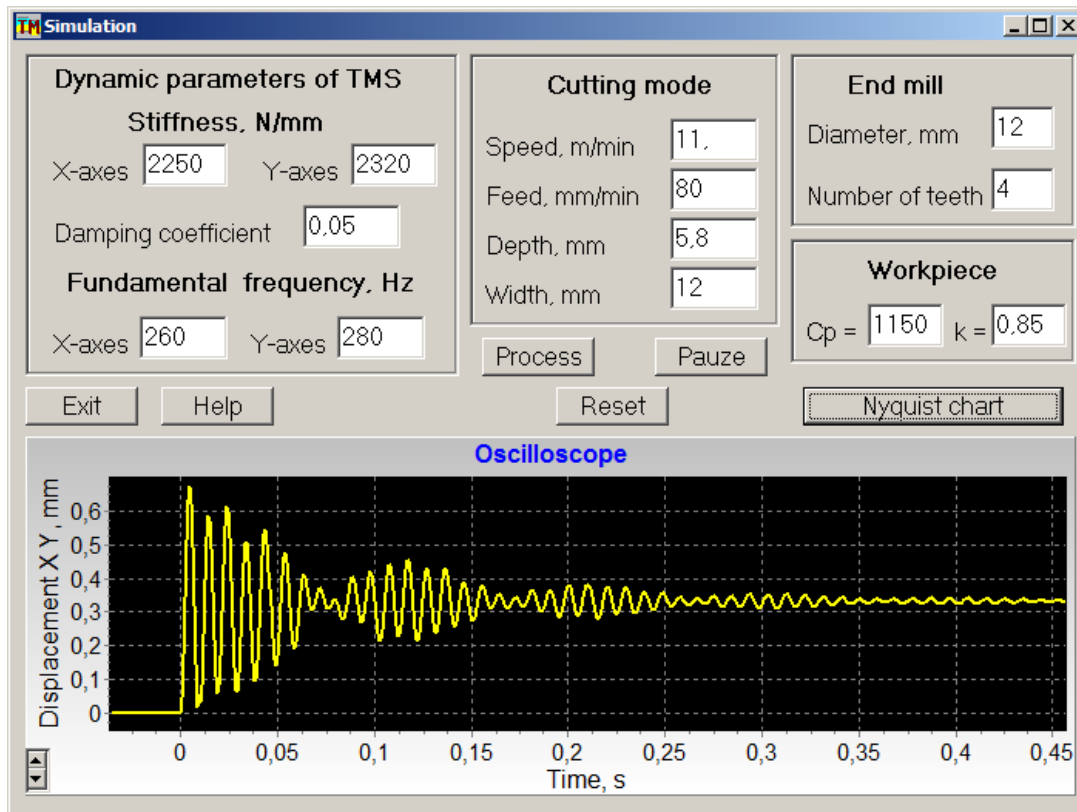 TM Simulation
Dynamic parameters of TMS
Stiffness, N/mm
X-axes 2250 Y-axes 2320
Damping coefficient 0,05
Fundamental frequency, Hz
X-axes 260 Y-axes 280
Cutting mode
Speed, m/min 11,
Feed, mm/min 80
Depth, mm 5,8
Width, mm 12
End mill
Diameter, mm 12
Number of teeth 4
Workpiece
Cp = 1150 k = 0,85
Process Pauze
Exit Help Reset Nyquist chart
Oscilloscope
Displacement X Y , mm
0,6
0,5
0,4
0,3
0,2
0,1
0
0 0,05 0,1 0,15 0,2 0,25 0,3 0,35 0,4 0,45
Time, s